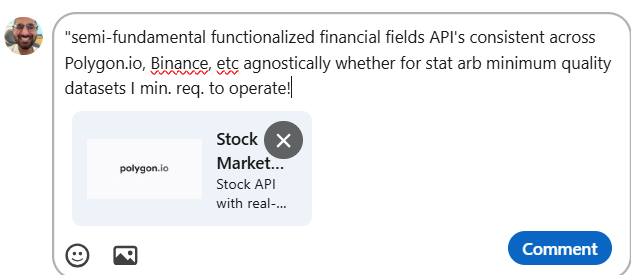 "semi-fundamental functionalized financial fields API's consistent across
Polygon.io, Binance, etc agnostically whether for stat arb minimum quality
datasets I min. req. to operate!
polygon.io
Stock
Market...
Stock API
with real-...
Comment